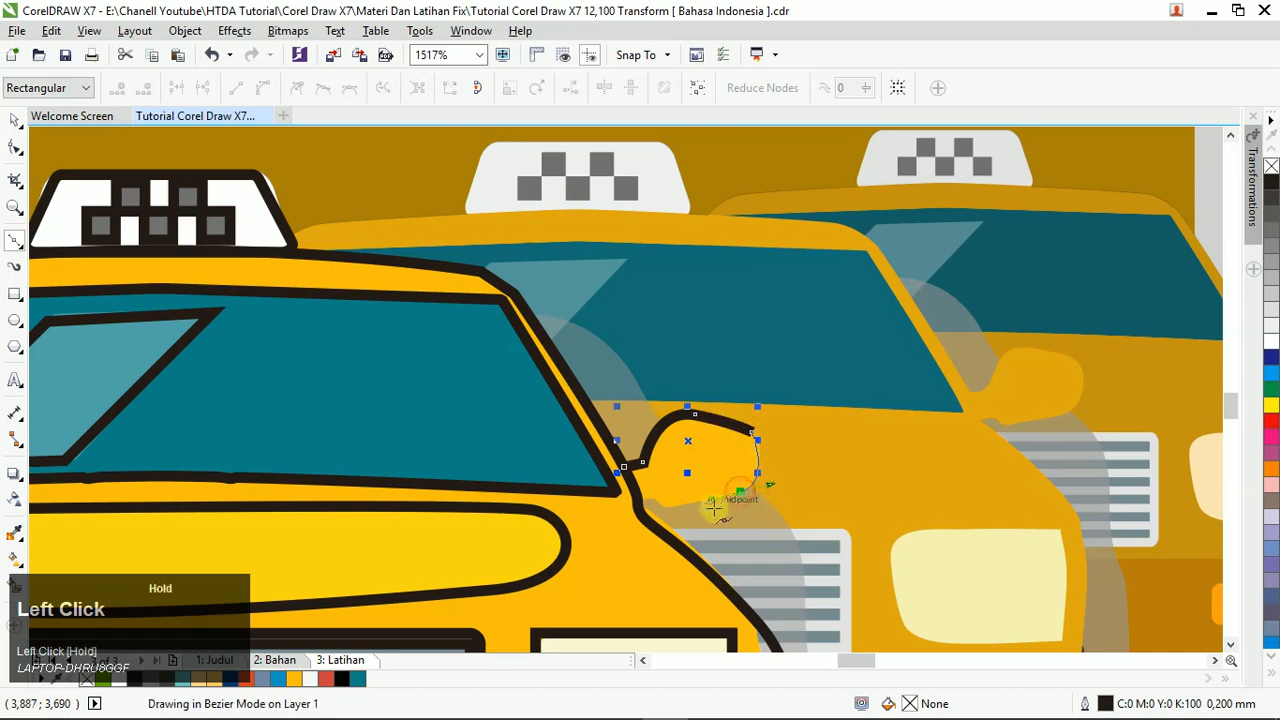 CorelDRAW X7 - E:\Chanell Youtube\HTDA Tutorial\Corel Draw X7\Materi Dan Latihan Fix\Tutorial Corel Draw X7 12,100 Transform [ Bahasa Indonesia ].cdr
File Edit View Layout Object Effects Bitmaps Text Table Tools Window Help
1517% Snap To
Rectangular Reduce Nodes 0
Welcome Screen Tutorial Corel Draw X7...
Transformations
midpoint
Hold
Left Click
Left Click [Hold]
LAPTOP-DHRU8GGF
of 3 1: Judul 2: Bahan 3: Latihan
(3,887 ; 3,690 ) Drawing in Bezier Mode on Layer 1 None C:0 M:0 Y:0 K:100 0,200 mm